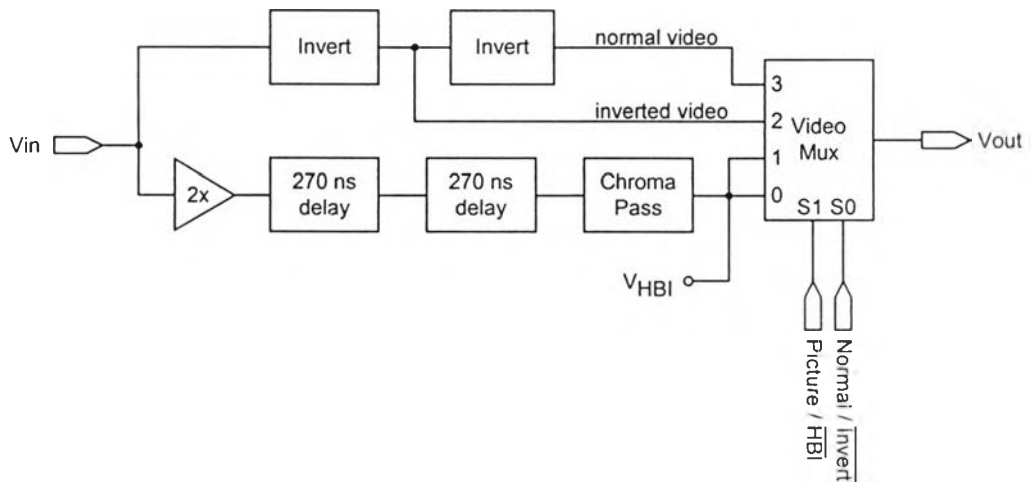 Invert
Invert
normal video
3
inverted video
2
Video
Mux
Vin
Vout
1
2x
270 ns
delay
270 ns
delay
Chroma
Pass
0
S1 S0
VHBI
Picture / HBI
Normal / Invert